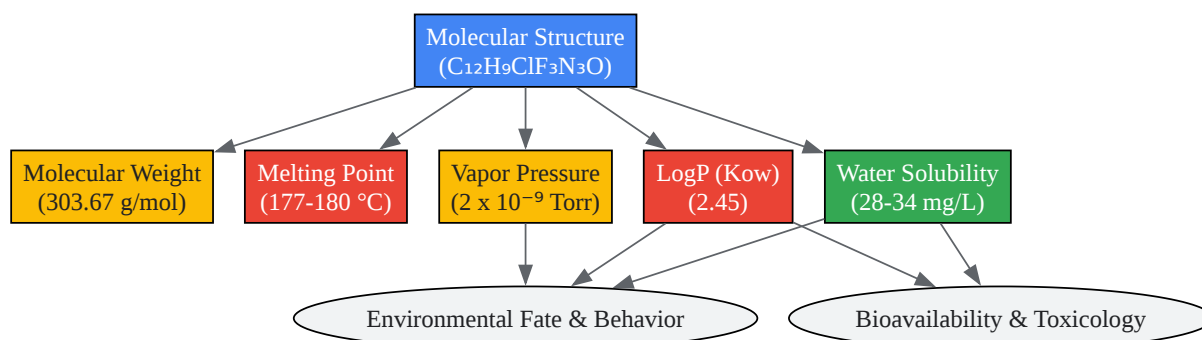 Molecular Structure
(C₁₂H₉ClF₃N₃O)
Molecular Weight
(303.67 g/mol)
Melting Point
(177-180 °C)
Vapor Pressure
(2 x 10⁻⁹ Torr)
LogP (Kow)
(2.45)
Water Solubility
(28-34 mg/L)
Environmental Fate & Behavior
Bioavailability & Toxicology